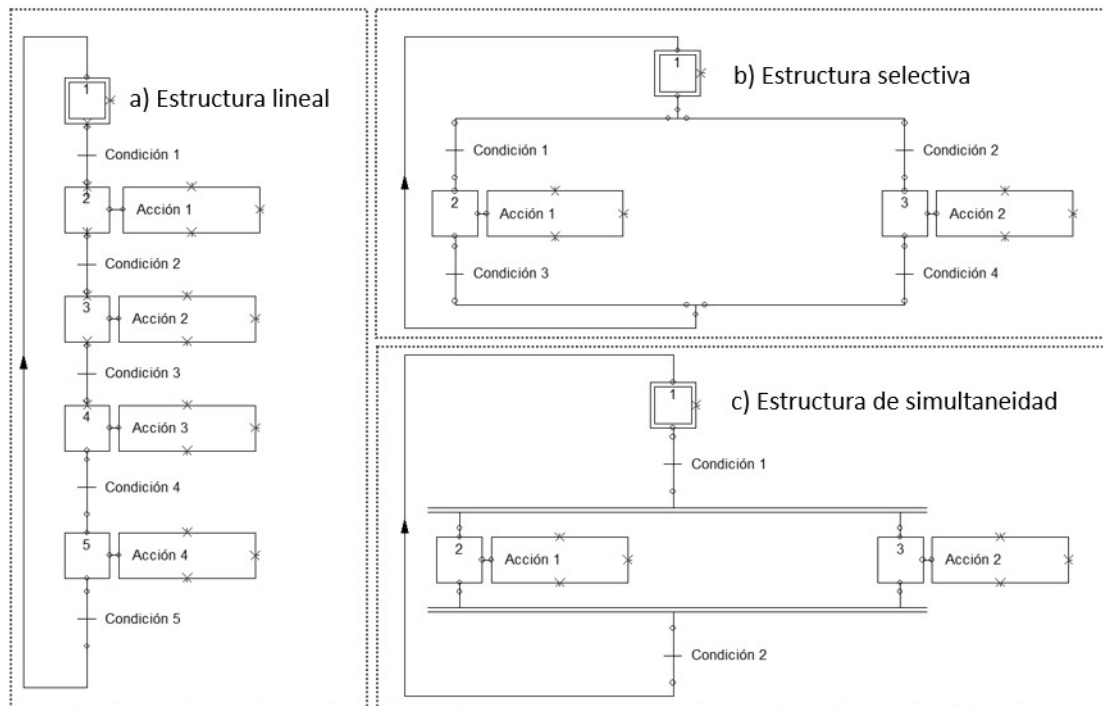 1
a) Estructura lineal
Condición 1
2
Acción 1
Condición 2
3
Acción 2
Condición 3
4
Acción 3
Condición 4
5
Acción 4
Condición 5
1
b) Estructura selectiva
Condición 1
Condición 2
2
Acción 1
3
Acción 2
Condición 3
Condición 4
1
c) Estructura de simultaneidad
Condición 1
2
Acción 1
3
Acción 2
Condición 2